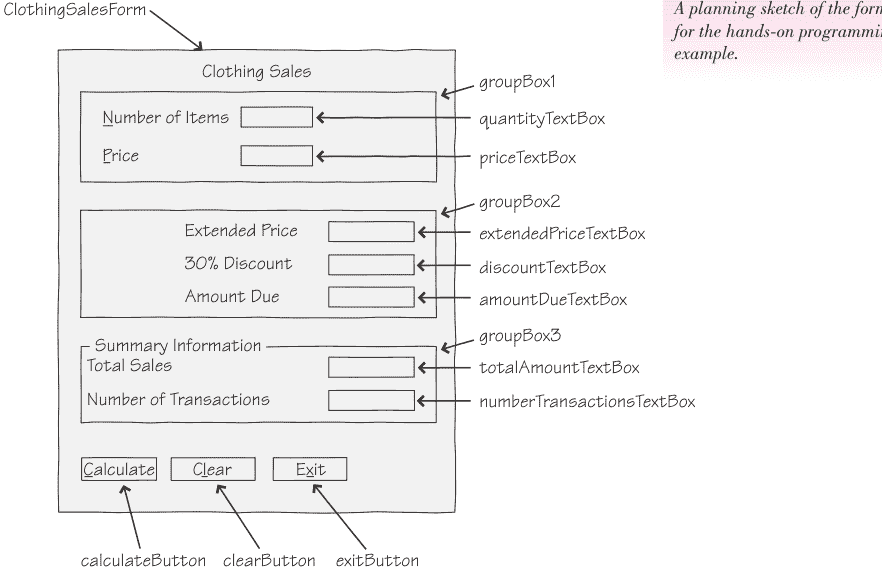 ClothingSalesForm
A planning sketch of the form
for the hands-on programmin
example.
Clothing Sales
groupBox1
Number of Items
quantityTextBox
Price
priceTextBox
groupBox2
Extended Price
extendedPriceTextBox
30% Discount
discountTextBox
Amount Due
amountDueTextBox
groupBox3
Summary Information
Total Sales
totalAmountTextBox
Number of Transactions
numberTransactionsTextBox
Calculate Clear Exit
calculateButton clearButton exitButton